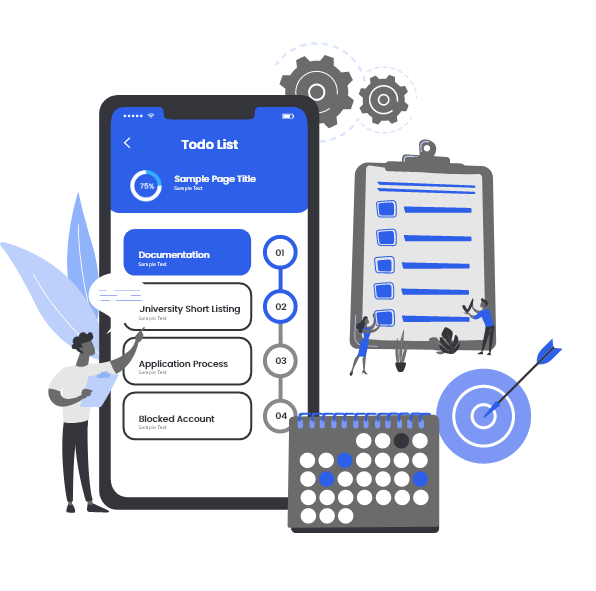 Todo List
75%
Sample Page Title
Sample Text
Documentation
Sample Text
01
University Short Listing
Sample Text
02
Application Process
Sample Text
03
Blocked Account
Sample Text
04